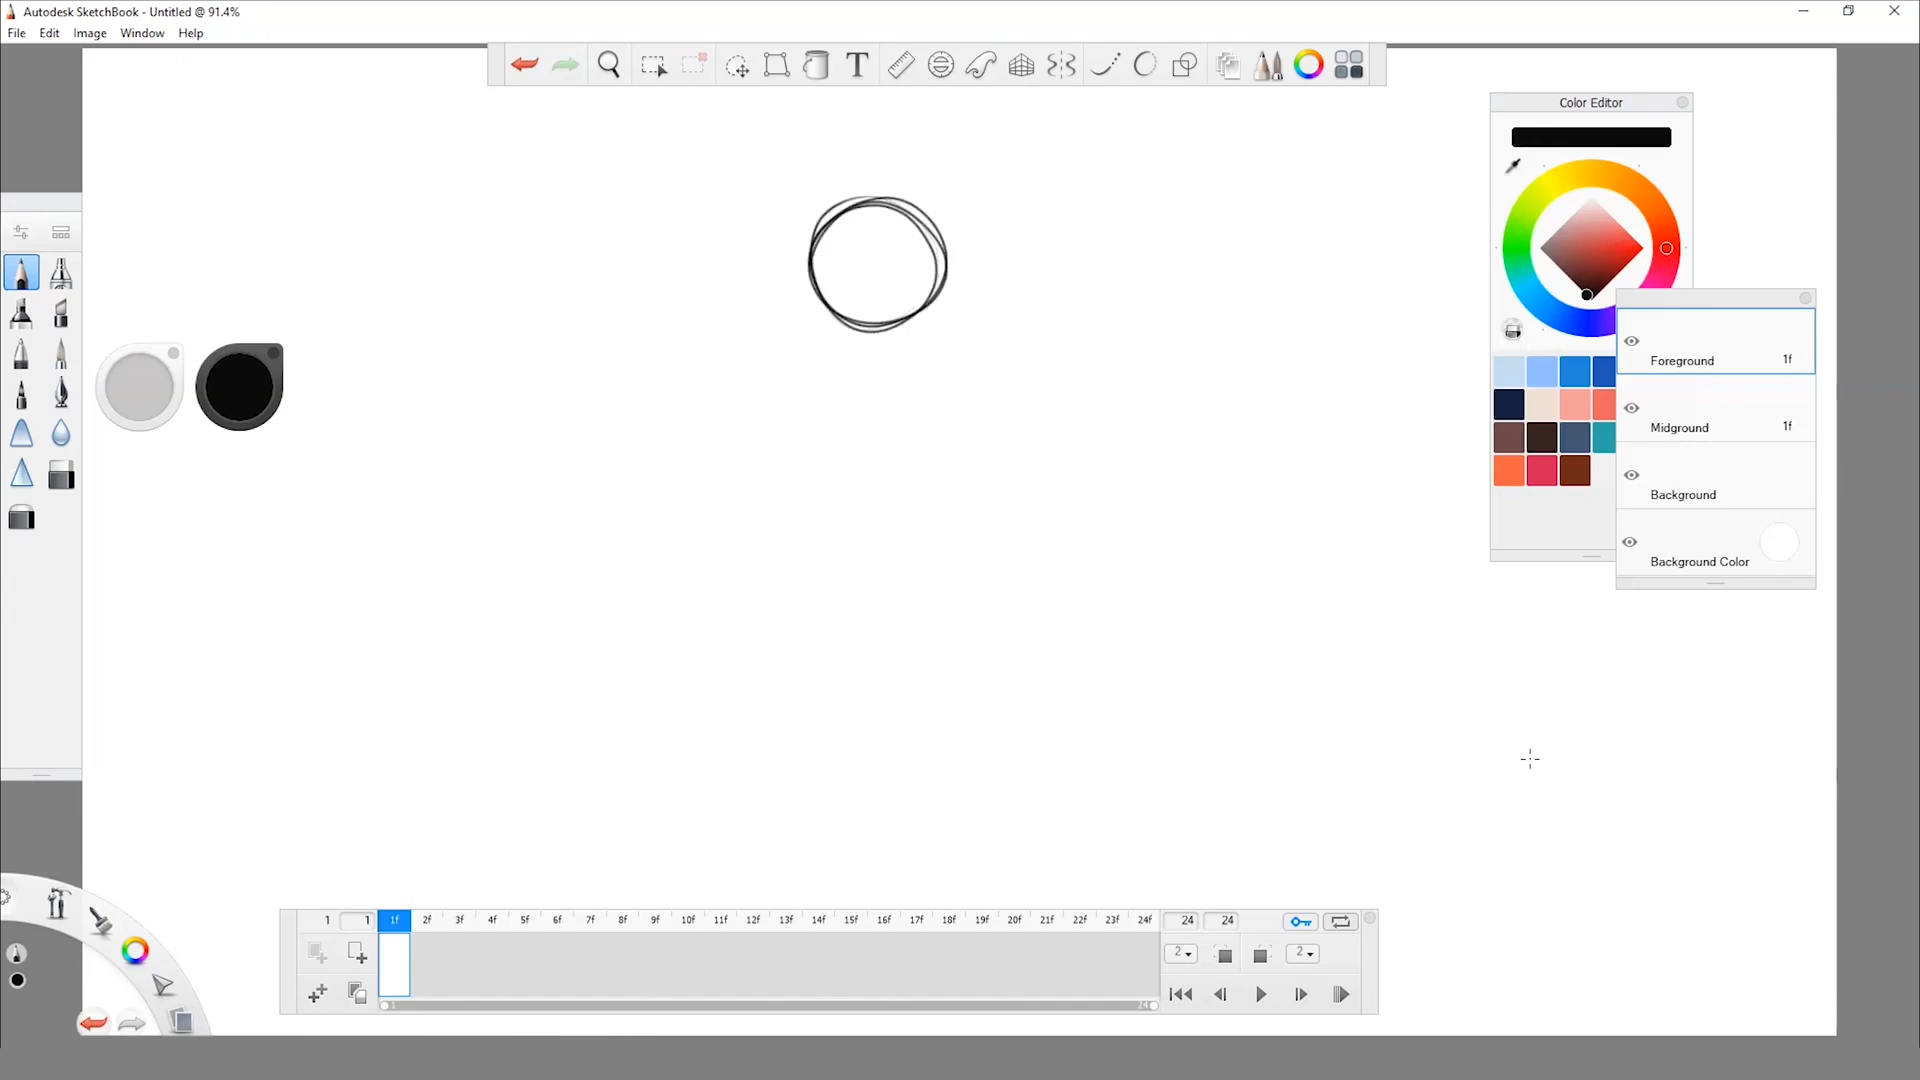 Autodesk SketchBook - Untitled @ 91.4%
File Edit Image Window Help
T
Color Editor
Foreground 1f
Midground 1f
Background
Background Color
1 1 1f 2f 3f 4f 5f 6f 7f 8f 9f 10f 11f 12f 13f 14f 15f 16f 17f 18f 19f 20f 21f 22f 23f 24f 24 24
2 2
1 24